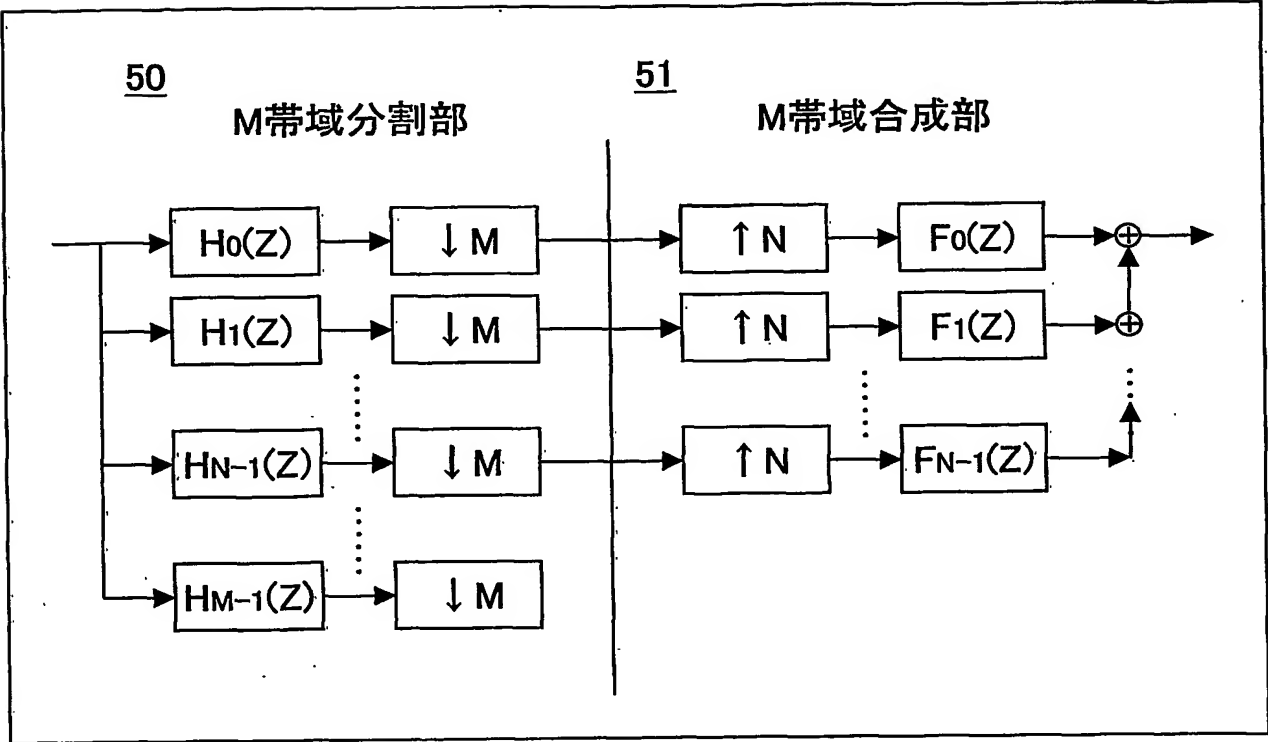 50
M帯域分割部
51
M帯域合成部
H0(Z)
↓M
↑N
F0(Z)
H1(Z)
↓M
↑N
F1(Z)
HN-1(Z)
↓M
↑N
FN-1(Z)
HM-1(Z)
↓M